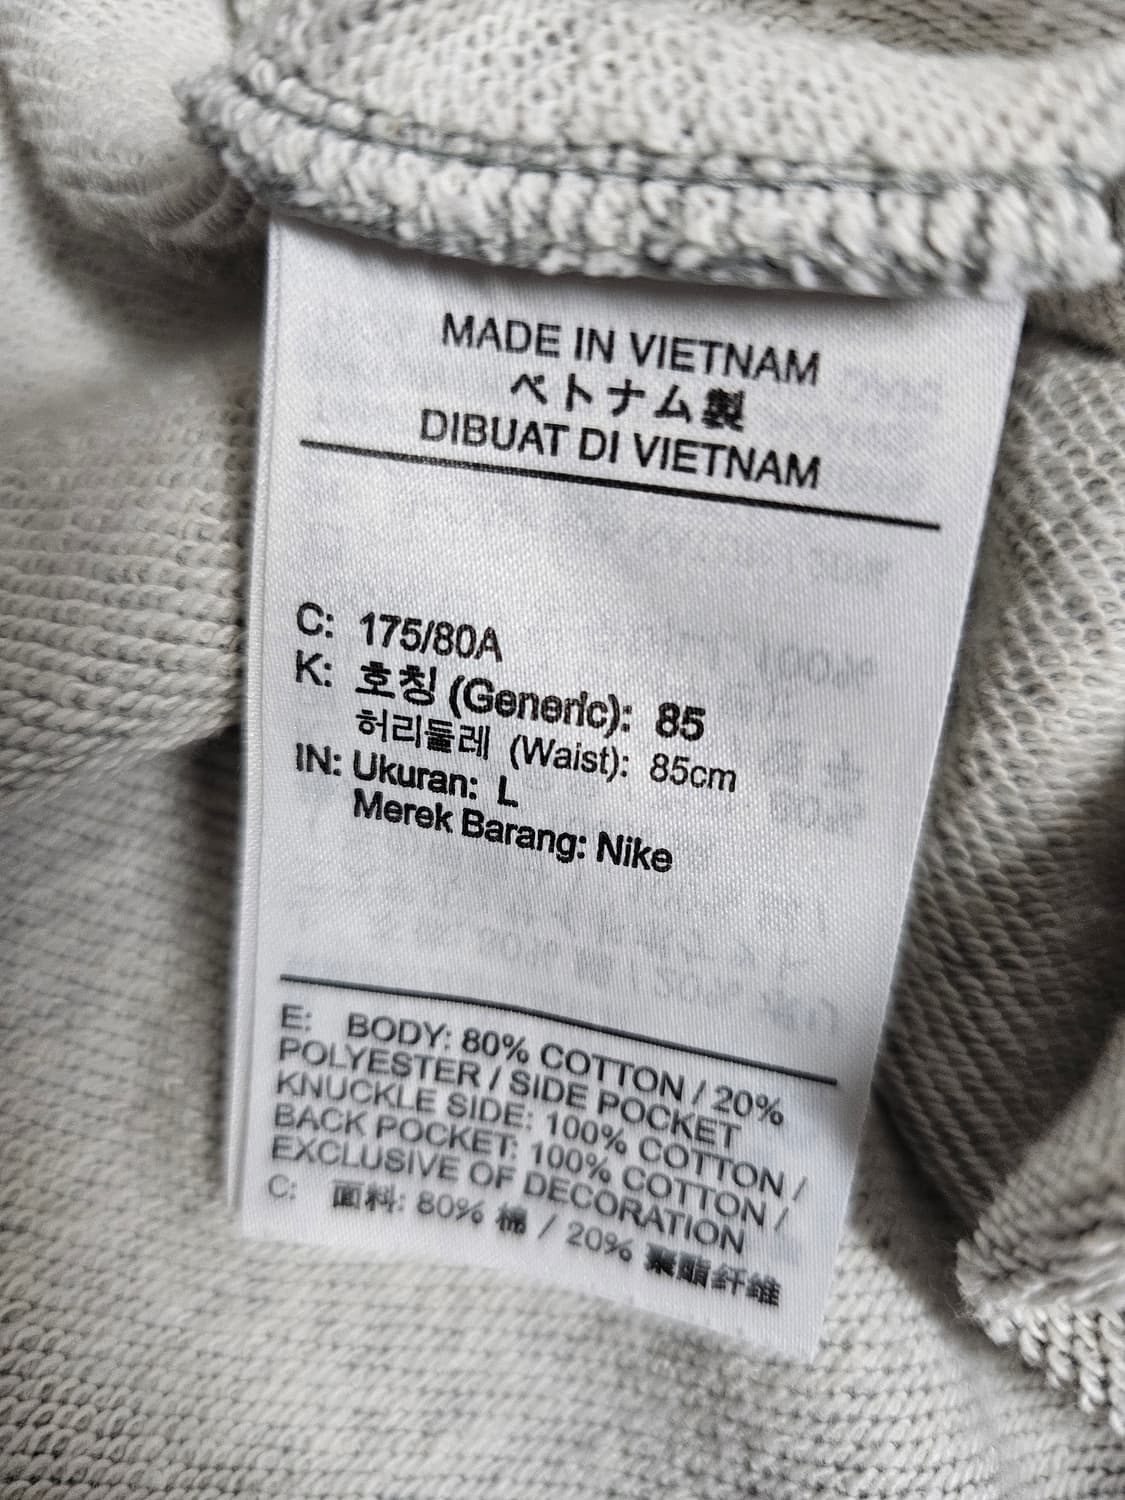 MADE IN VIETNAM
ベトナム製
DIBUAT DI VIETNAM
C: 175/80A
K: 호칭 (Generic): 85
허리둘레 (Waist): 85cm
IN: Ukuran: L
Merek Barang: Nike
E: BODY: 80% COTTON / 20%
POLYESTER / SIDE POCKET
KNUCKLE SIDE: 100% COTTON /
BACK POCKET: 100% COTTON /
EXCLUSIVE OF DECORATION
C: 面料: 80% 棉 / 20% 聚酯纤维